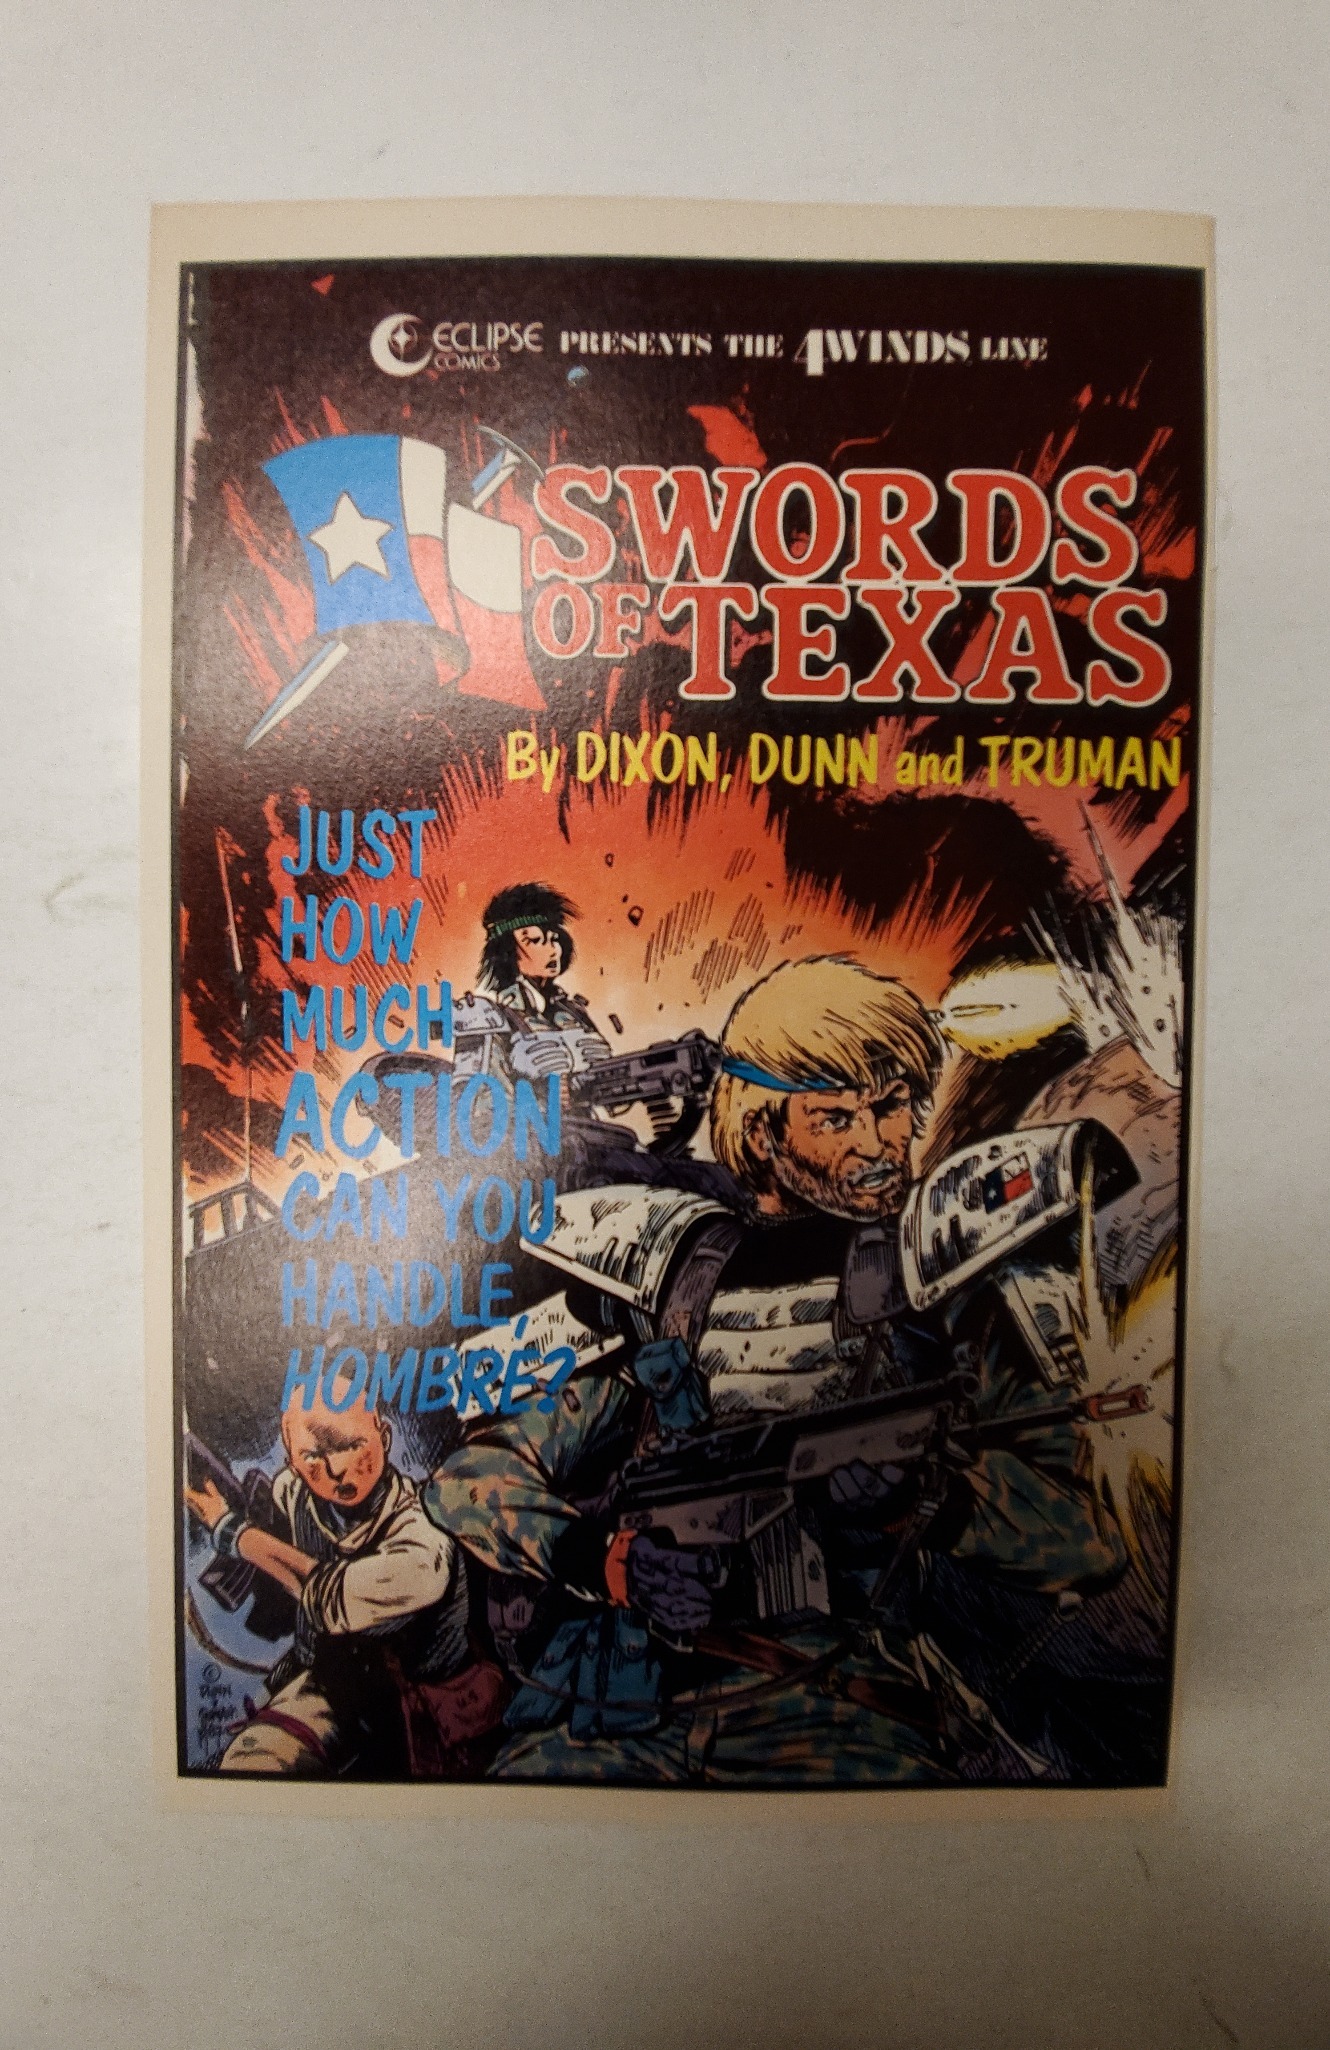 ECLIPSE COMICS PRESENTS THE 4WINDS LINE
SWORDS
OF TEXAS
By DIXON, DUNN and TRUMAN
JUST
HOW
MUCH
ACTION
CAN YOU
HANDLE,
HOMBRÉ?
U.S
©